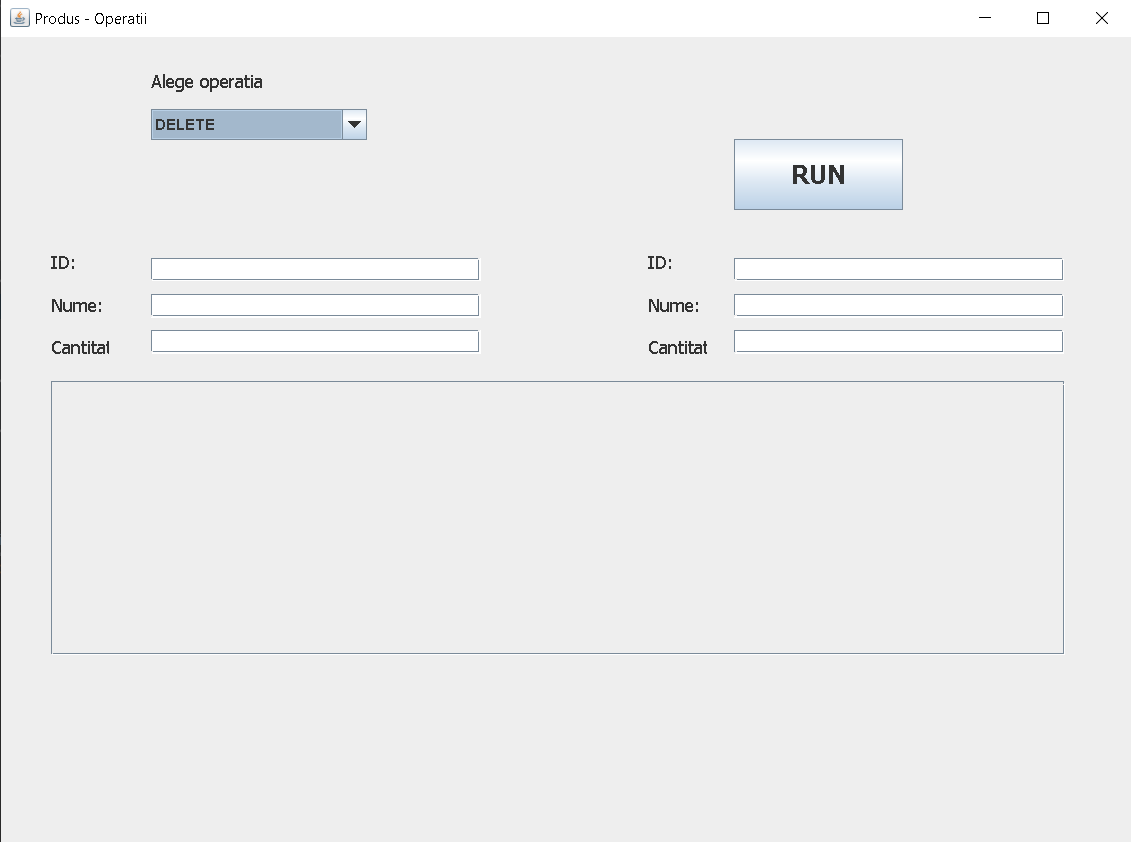 Produs - Operatii
Alege operatia
DELETE
RUN
ID:
ID:
Nume:
Nume:
Cantitat
Cantitat